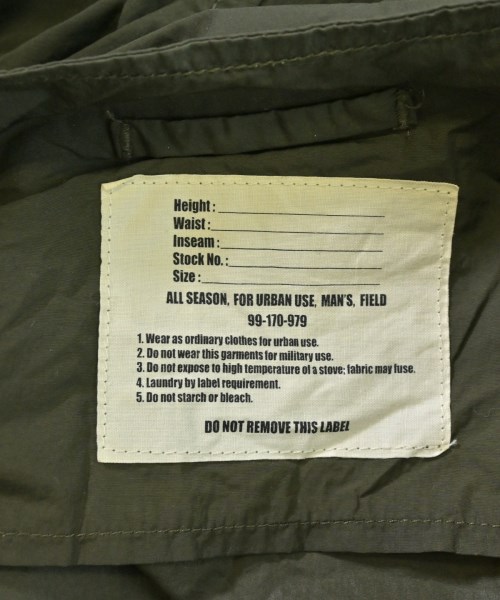 Height :
Waist :
Inseam :
Stock No. :
Size :
ALL SEASON, FOR URBAN USE, MAN'S, FIELD
99-170-979
1. Wear as ordinary clothes for urban use.
2. Do not wear this garments for military use.
3. Do not expose to high temperature of a stove; fabric may fuse.
4. Laundry by label requirement.
5. Do not starch or bleach.
DO NOT REMOVE THIS LABEL